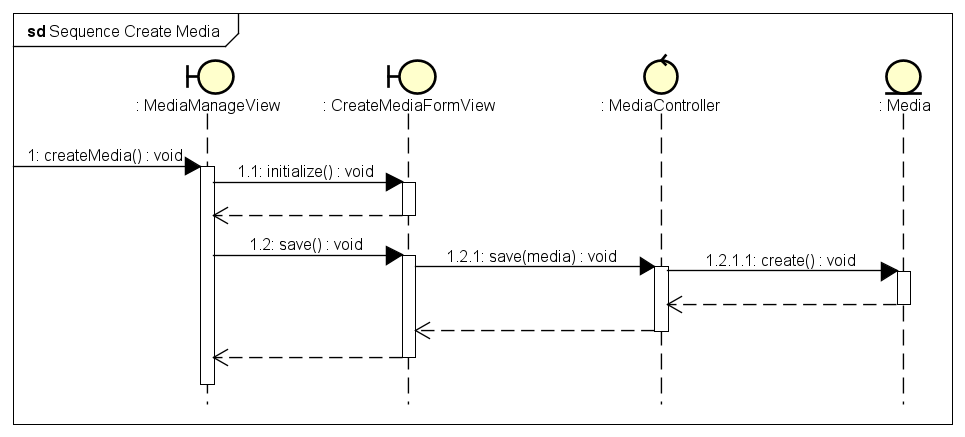 sd Sequence Create Media
: MediaManageView
: CreateMediaFormView
: MediaController
: Media
1: createMedia() : void
1.1: initialize() : void
1.2: save() : void
1.2.1: save(media) : void
1.2.1.1: create() : void